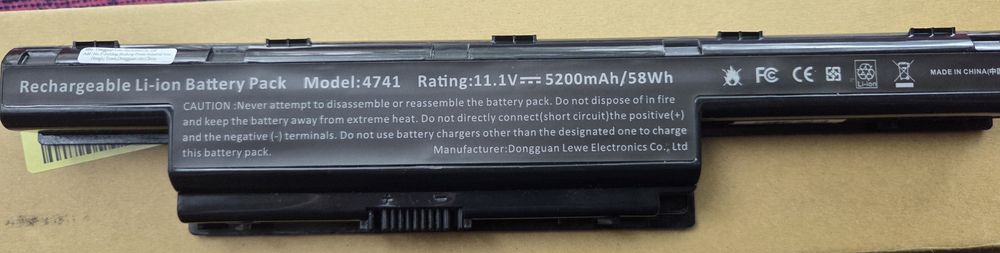 Rechargeable Li-ion Battery Pack Model:4741 Rating:11.1V⎓5200mAh/58Wh
CAUTION :Never attempt to disassemble or reassemble the battery pack. Do not dispose of in fire
and keep the battery away from extreme heat. Do not directly connect(short circuit)the positive(+)
and the negative (-) terminals. Do not use battery chargers other than the designated one to charge
this battery pack. Manufacturer:Dongguan Lewe Electronics Co., Ltd
FC CE
Li-ion
MADE IN CHINA(中
+ -